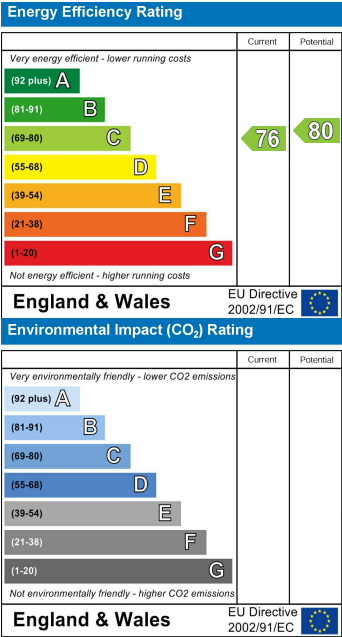 Energy Efficiency Rating
Current Potential
Very energy efficient - lower running costs
(92 plus) A
(81-91) B
(69-80) C
76 80
(55-68) D
(39-54) E
(21-38) F
(1-20) G
Not energy efficient - higher running costs
England & Wales
EU Directive
2002/91/EC
Environmental Impact (CO₂) Rating
Current Potential
Very environmentally friendly - lower CO2 emissions
(92 plus) A
(81-91) B
(69-80) C
(55-68) D
(39-54) E
(21-38) F
(1-20) G
Not environmentally friendly - higher CO2 emissions
England & Wales
EU Directive
2002/91/EC